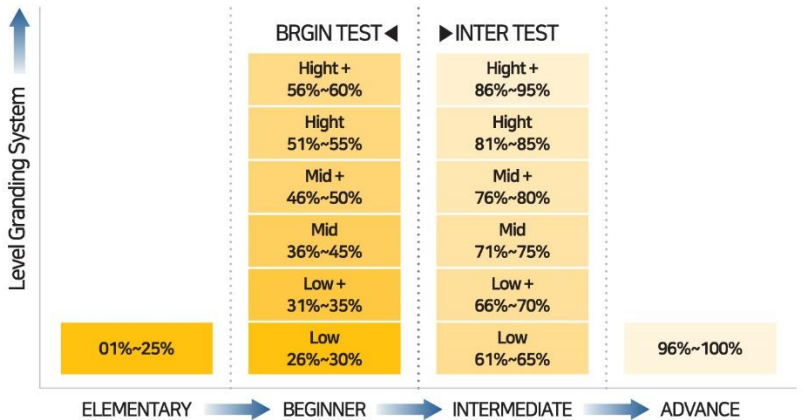 Level Granding System
BRGIN TEST◀
▶INTER TEST
Hight +
56%~60%
Hight
51%~55%
Mid +
46%~50%
Mid
36%~45%
Low +
31%~35%
Low
26%~30%
Hight +
86%~95%
Hight
81%~85%
Mid +
76%~80%
Mid
71%~75%
Low +
66%~70%
Low
61%~65%
01%~25%
96%~100%
ELEMENTARY
BEGINNER
INTERMEDIATE
ADVANCE